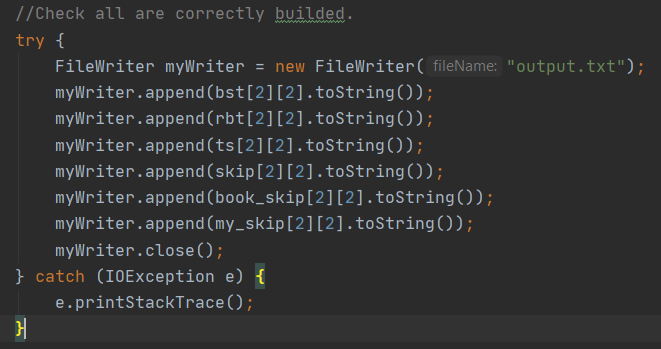 //Check all are correctly builded.
try {
    FileWriter myWriter = new FileWriter( fileName: "output.txt");
    myWriter.append(bst[2][2].toString());
    myWriter.append(rbt[2][2].toString());
    myWriter.append(ts[2][2].toString());
    myWriter.append(skip[2][2].toString());
    myWriter.append(book_skip[2][2].toString());
    myWriter.append(my_skip[2][2].toString());
    myWriter.close();
} catch (IOException e) {
    e.printStackTrace();
}